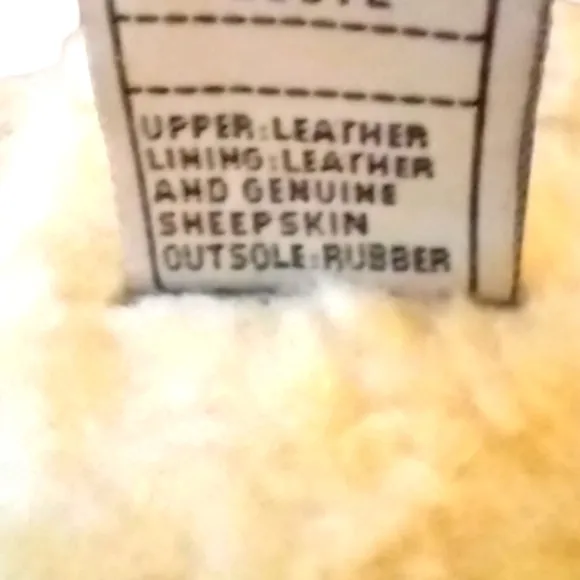 UPPER:LEATHER
LINING:LEATHER
AND GENUINE
SHEEPSKIN
OUTSOLE:RUBBER